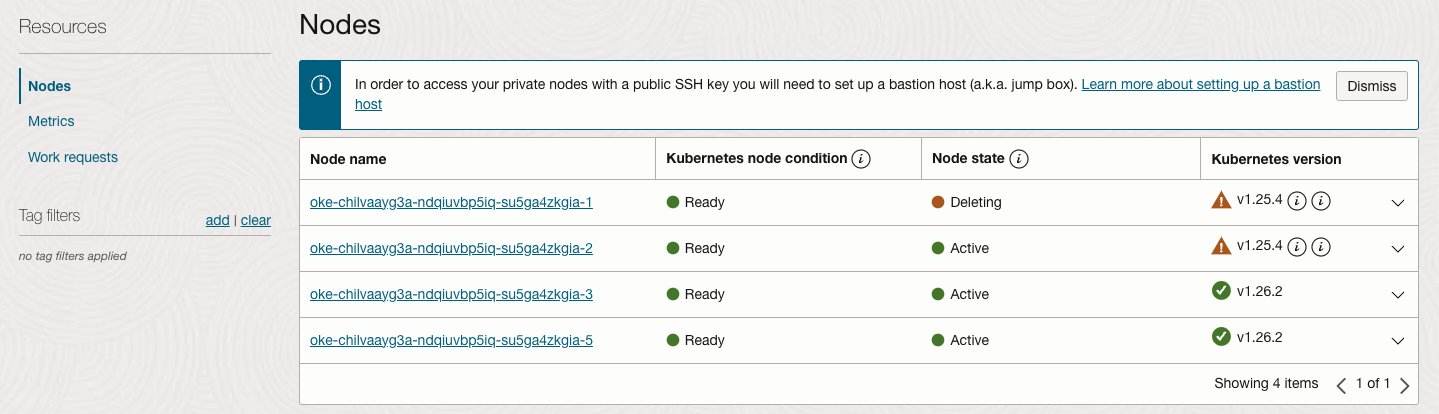 Resources
Nodes
Metrics
Work requests
Tag filters add | clear
no tag filters applied
Nodes
In order to access your private nodes with a public SSH key you will need to set up a bastion host (a.k.a. jump box). Learn more about setting up a bastion
host
Dismiss
Node name Kubernetes node condition Node state Kubernetes version
oke-chilvaayg3a-ndqiuvbp5iq-su5ga4zkgia-1 Ready Deleting v1.25.4
oke-chilvaayg3a-ndqiuvbp5iq-su5ga4zkgia-2 Ready Active v1.25.4
oke-chilvaayg3a-ndqiuvbp5iq-su5ga4zkgia-3 Ready Active v1.26.2
oke-chilvaayg3a-ndqiuvbp5iq-su5ga4zkgia-5 Ready Active v1.26.2
Showing 4 items 1 of 1